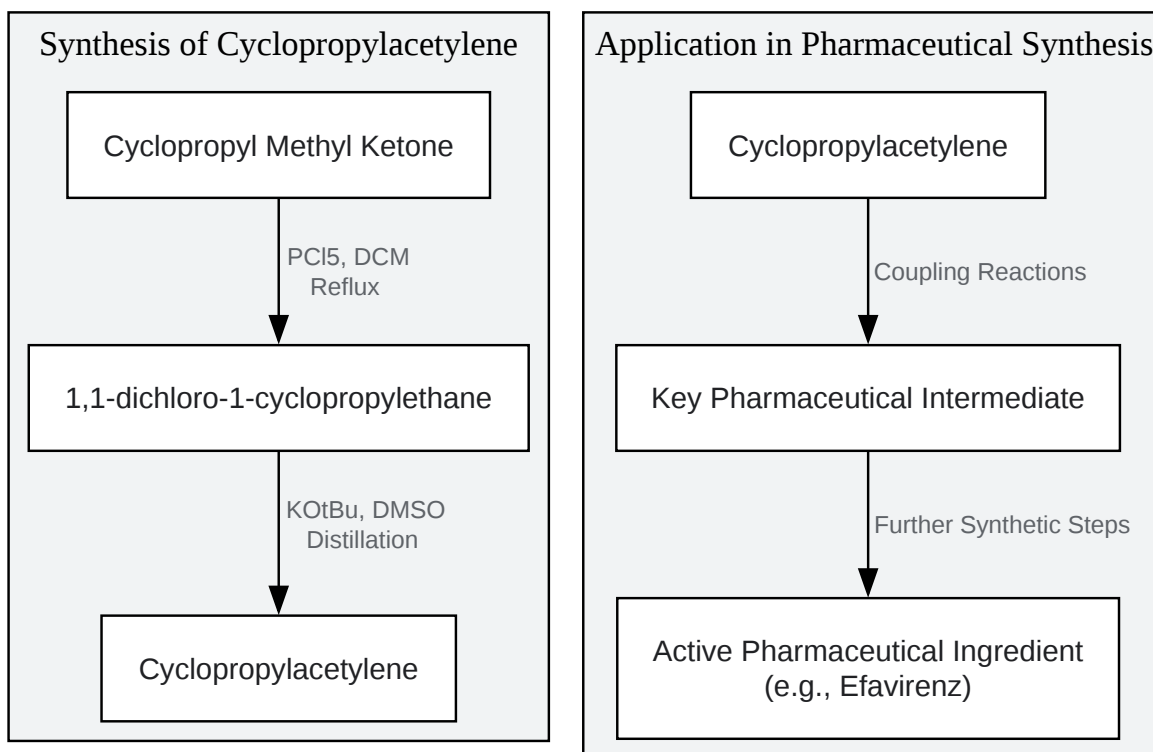 Synthesis of Cyclopropylacetylene
Cyclopropyl Methyl Ketone
PCl5, DCM
Reflux
1,1-dichloro-1-cyclopropylethane
KOtBu, DMSO
Distillation
Cyclopropylacetylene
Application in Pharmaceutical Synthesis
Cyclopropylacetylene
Coupling Reactions
Key Pharmaceutical Intermediate
Further Synthetic Steps
Active Pharmaceutical Ingredient
(e.g., Efavirenz)